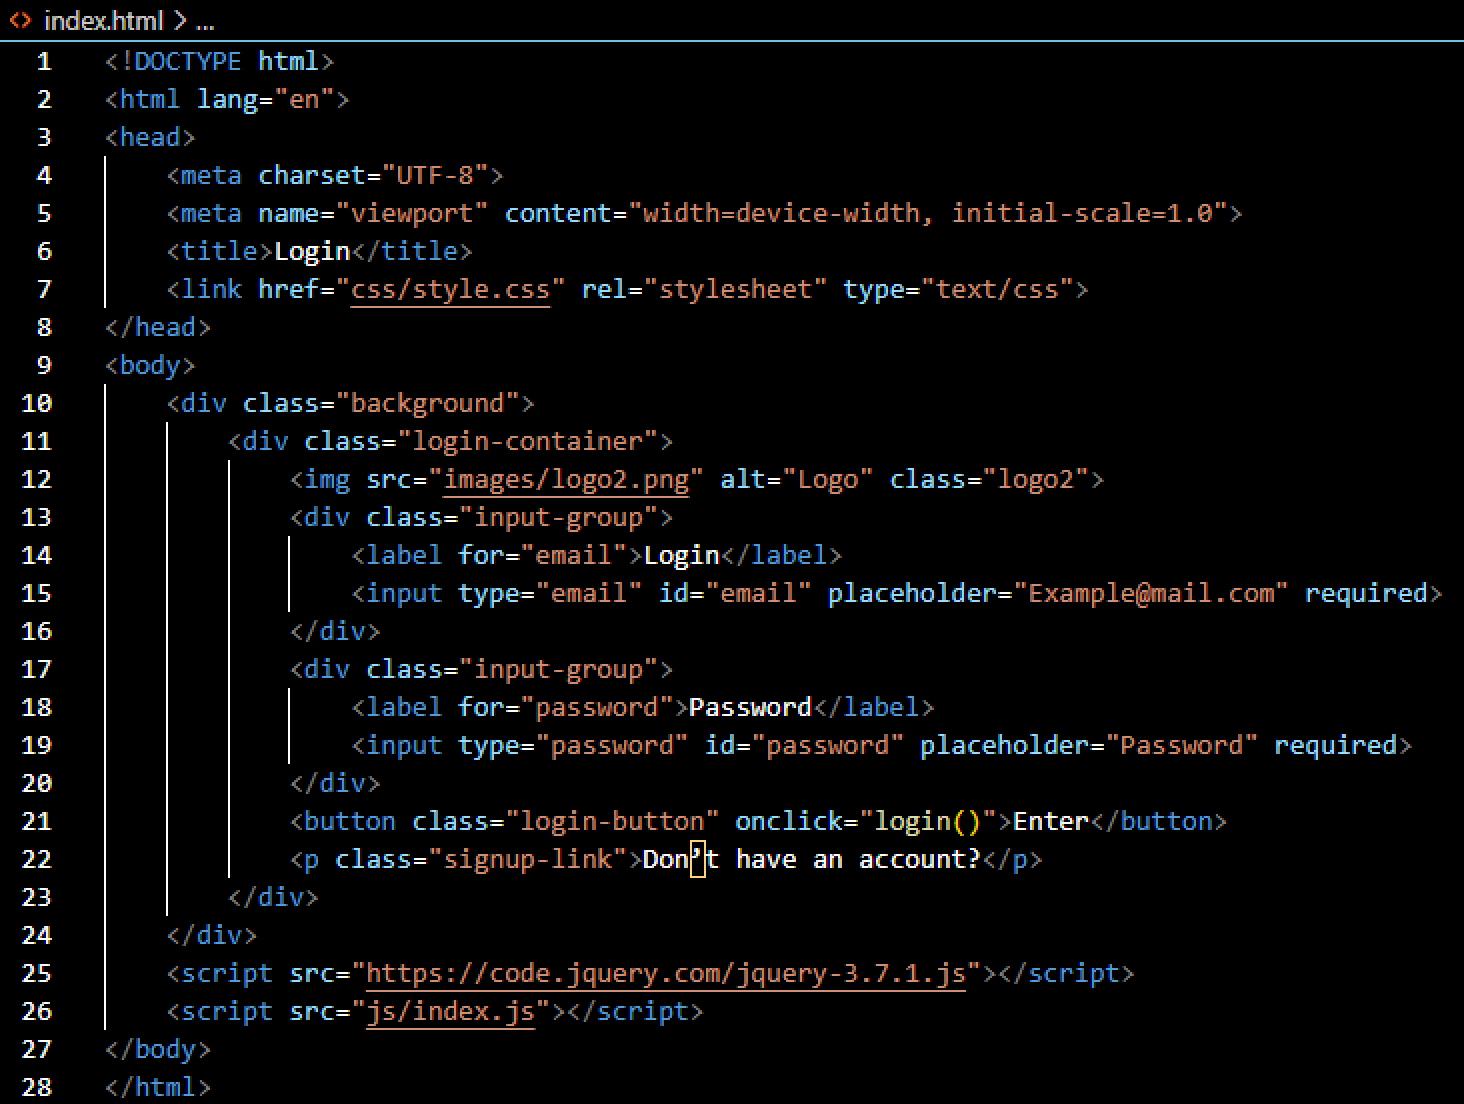 <> index.html > ...
1 <!DOCTYPE html>
2 <html lang="en">
3 <head>
4     <meta charset="UTF-8">
5     <meta name="viewport" content="width=device-width, initial-scale=1.0">
6     <title>Login</title>
7     <link href="css/style.css" rel="stylesheet" type="text/css">
8 </head>
9 <body>
10     <div class="background">
11         <div class="login-container">
12             <img src="images/logo2.png" alt="Logo" class="logo2">
13             <div class="input-group">
14                 <label for="email">Login</label>
15                 <input type="email" id="email" placeholder="Example@mail.com" required>
16             </div>
17             <div class="input-group">
18                 <label for="password">Password</label>
19                 <input type="password" id="password" placeholder="Password" required>
20             </div>
21             <button class="login-button" onclick="login()">Enter</button>
22             <p class="signup-link">Don’t have an account?</p>
23         </div>
24     </div>
25     <script src="https://code.jquery.com/jquery-3.7.1.js"></script>
26     <script src="js/index.js"></script>
27 </body>
28 </html>